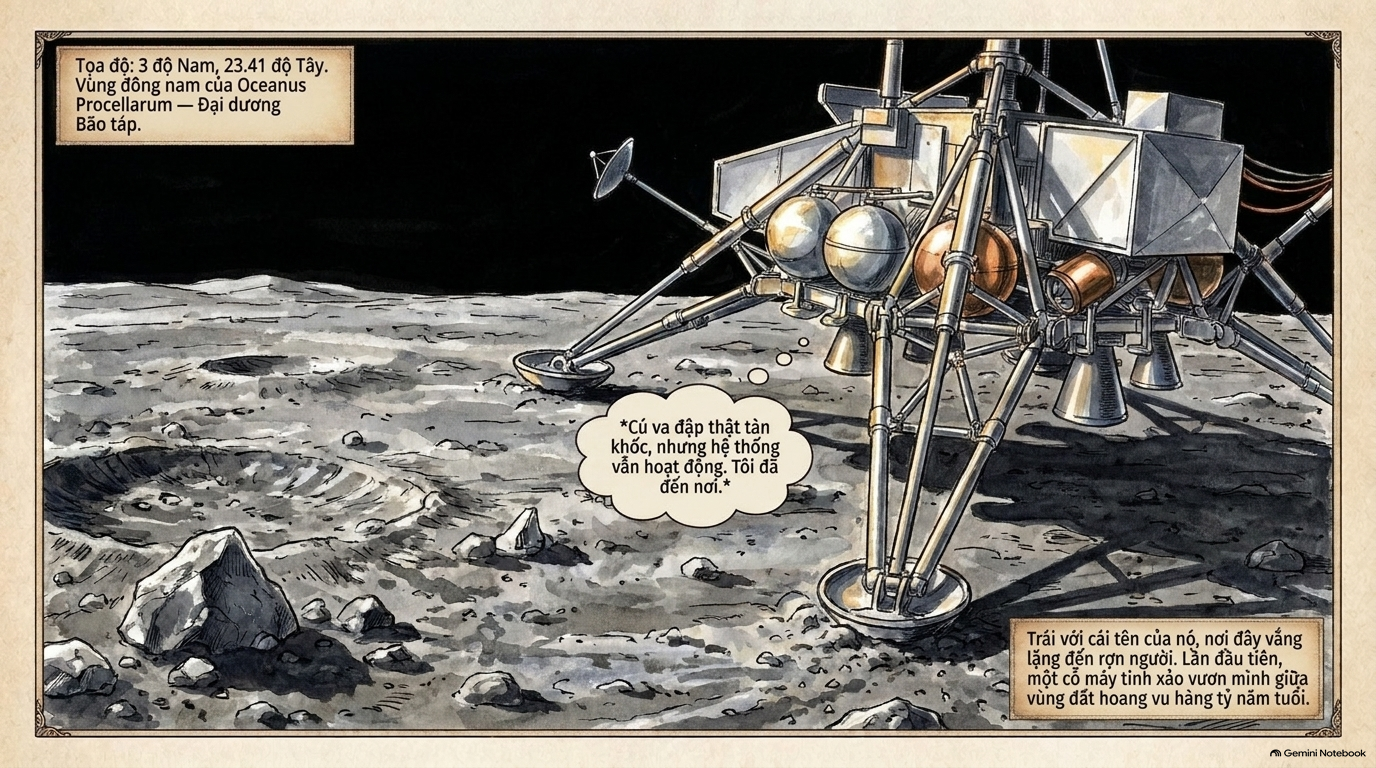 Tọa độ: 3 độ Nam, 23.41 độ Tây.
Vùng đông nam của Oceanus
Procellarum — Đại dương
Bão táp.
*Cú va đập thật tàn
khốc, nhưng hệ thống
vẫn hoạt động. Tôi đã
đến nơi.*
Trái với cái tên của nó, nơi đây vắng
lặng đến rợn người. Lần đầu tiên,
một cỗ máy tinh xảo vươn mình giữa
vùng đất hoang vu hàng tỷ năm tuổi.
Gemini Notebook